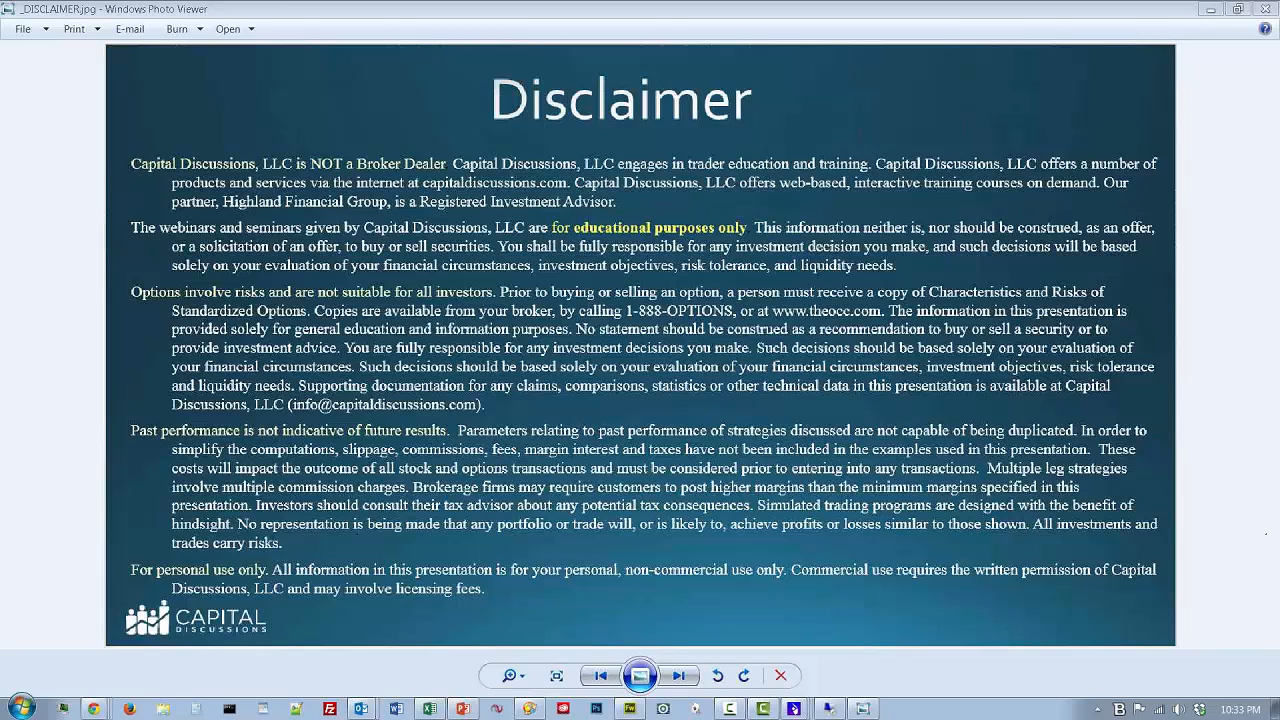 _DISCLAIMER.jpg - Windows Photo Viewer
File Print E-mail Burn Open
Disclaimer
Capital Discussions, LLC is NOT a Broker Dealer Capital Discussions, LLC engages in trader education and training. Capital Discussions, LLC offers a number of
products and services via the internet at capitaldiscussions.com. Capital Discussions, LLC offers web-based, interactive training courses on demand. Our
partner, Highland Financial Group, is a Registered Investment Advisor.
The webinars and seminars given by Capital Discussions, LLC are for educational purposes only. This information neither is, nor should be construed, as an offer,
or a solicitation of an offer, to buy or sell securities. You shall be fully responsible for any investment decision you make, and such decisions will be based
solely on your evaluation of your financial circumstances, investment objectives, risk tolerance, and liquidity needs.
Options involve risks and are not suitable for all investors. Prior to buying or selling an option, a person must receive a copy of Characteristics and Risks of
Standardized Options. Copies are available from your broker, by calling 1-888-OPTIONS, or at www.theocc.com. The information in this presentation is
provided solely for general education and information purposes. No statement should be construed as a recommendation to buy or sell a security or to
provide investment advice. You are fully responsible for any investment decisions you make. Such decisions should be based solely on your evaluation of
your financial circumstances. Such decisions should be based solely on your evaluation of your financial circumstances, investment objectives, risk tolerance
and liquidity needs. Supporting documentation for any claims, comparisons, statistics or other technical data in this presentation is available at Capital
Discussions, LLC (info@capitaldiscussions.com).
Past performance is not indicative of future results. Parameters relating to past performance of strategies discussed are not capable of being duplicated. In order to
simplify the computations, slippage, commissions, fees, margin interest and taxes have not been included in the examples used in this presentation. These
costs will impact the outcome of all stock and options transactions and must be considered prior to entering into any transactions. Multiple leg strategies
involve multiple commission charges. Brokerage firms may require customers to post higher margins than the minimum margins specified in this
presentation. Investors should consult their tax advisor about any potential tax consequences. Simulated trading programs are designed with the benefit of
hindsight. No representation is being made that any portfolio or trade will, or is likely to, achieve profits or losses similar to those shown. All investments and
trades carry risks.
For personal use only. All information in this presentation is for your personal, non-commercial use only. Commercial use requires the written permission of Capital
Discussions, LLC and may involve licensing fees.
CAPITAL
DISCUSSIONS
10:33 PM